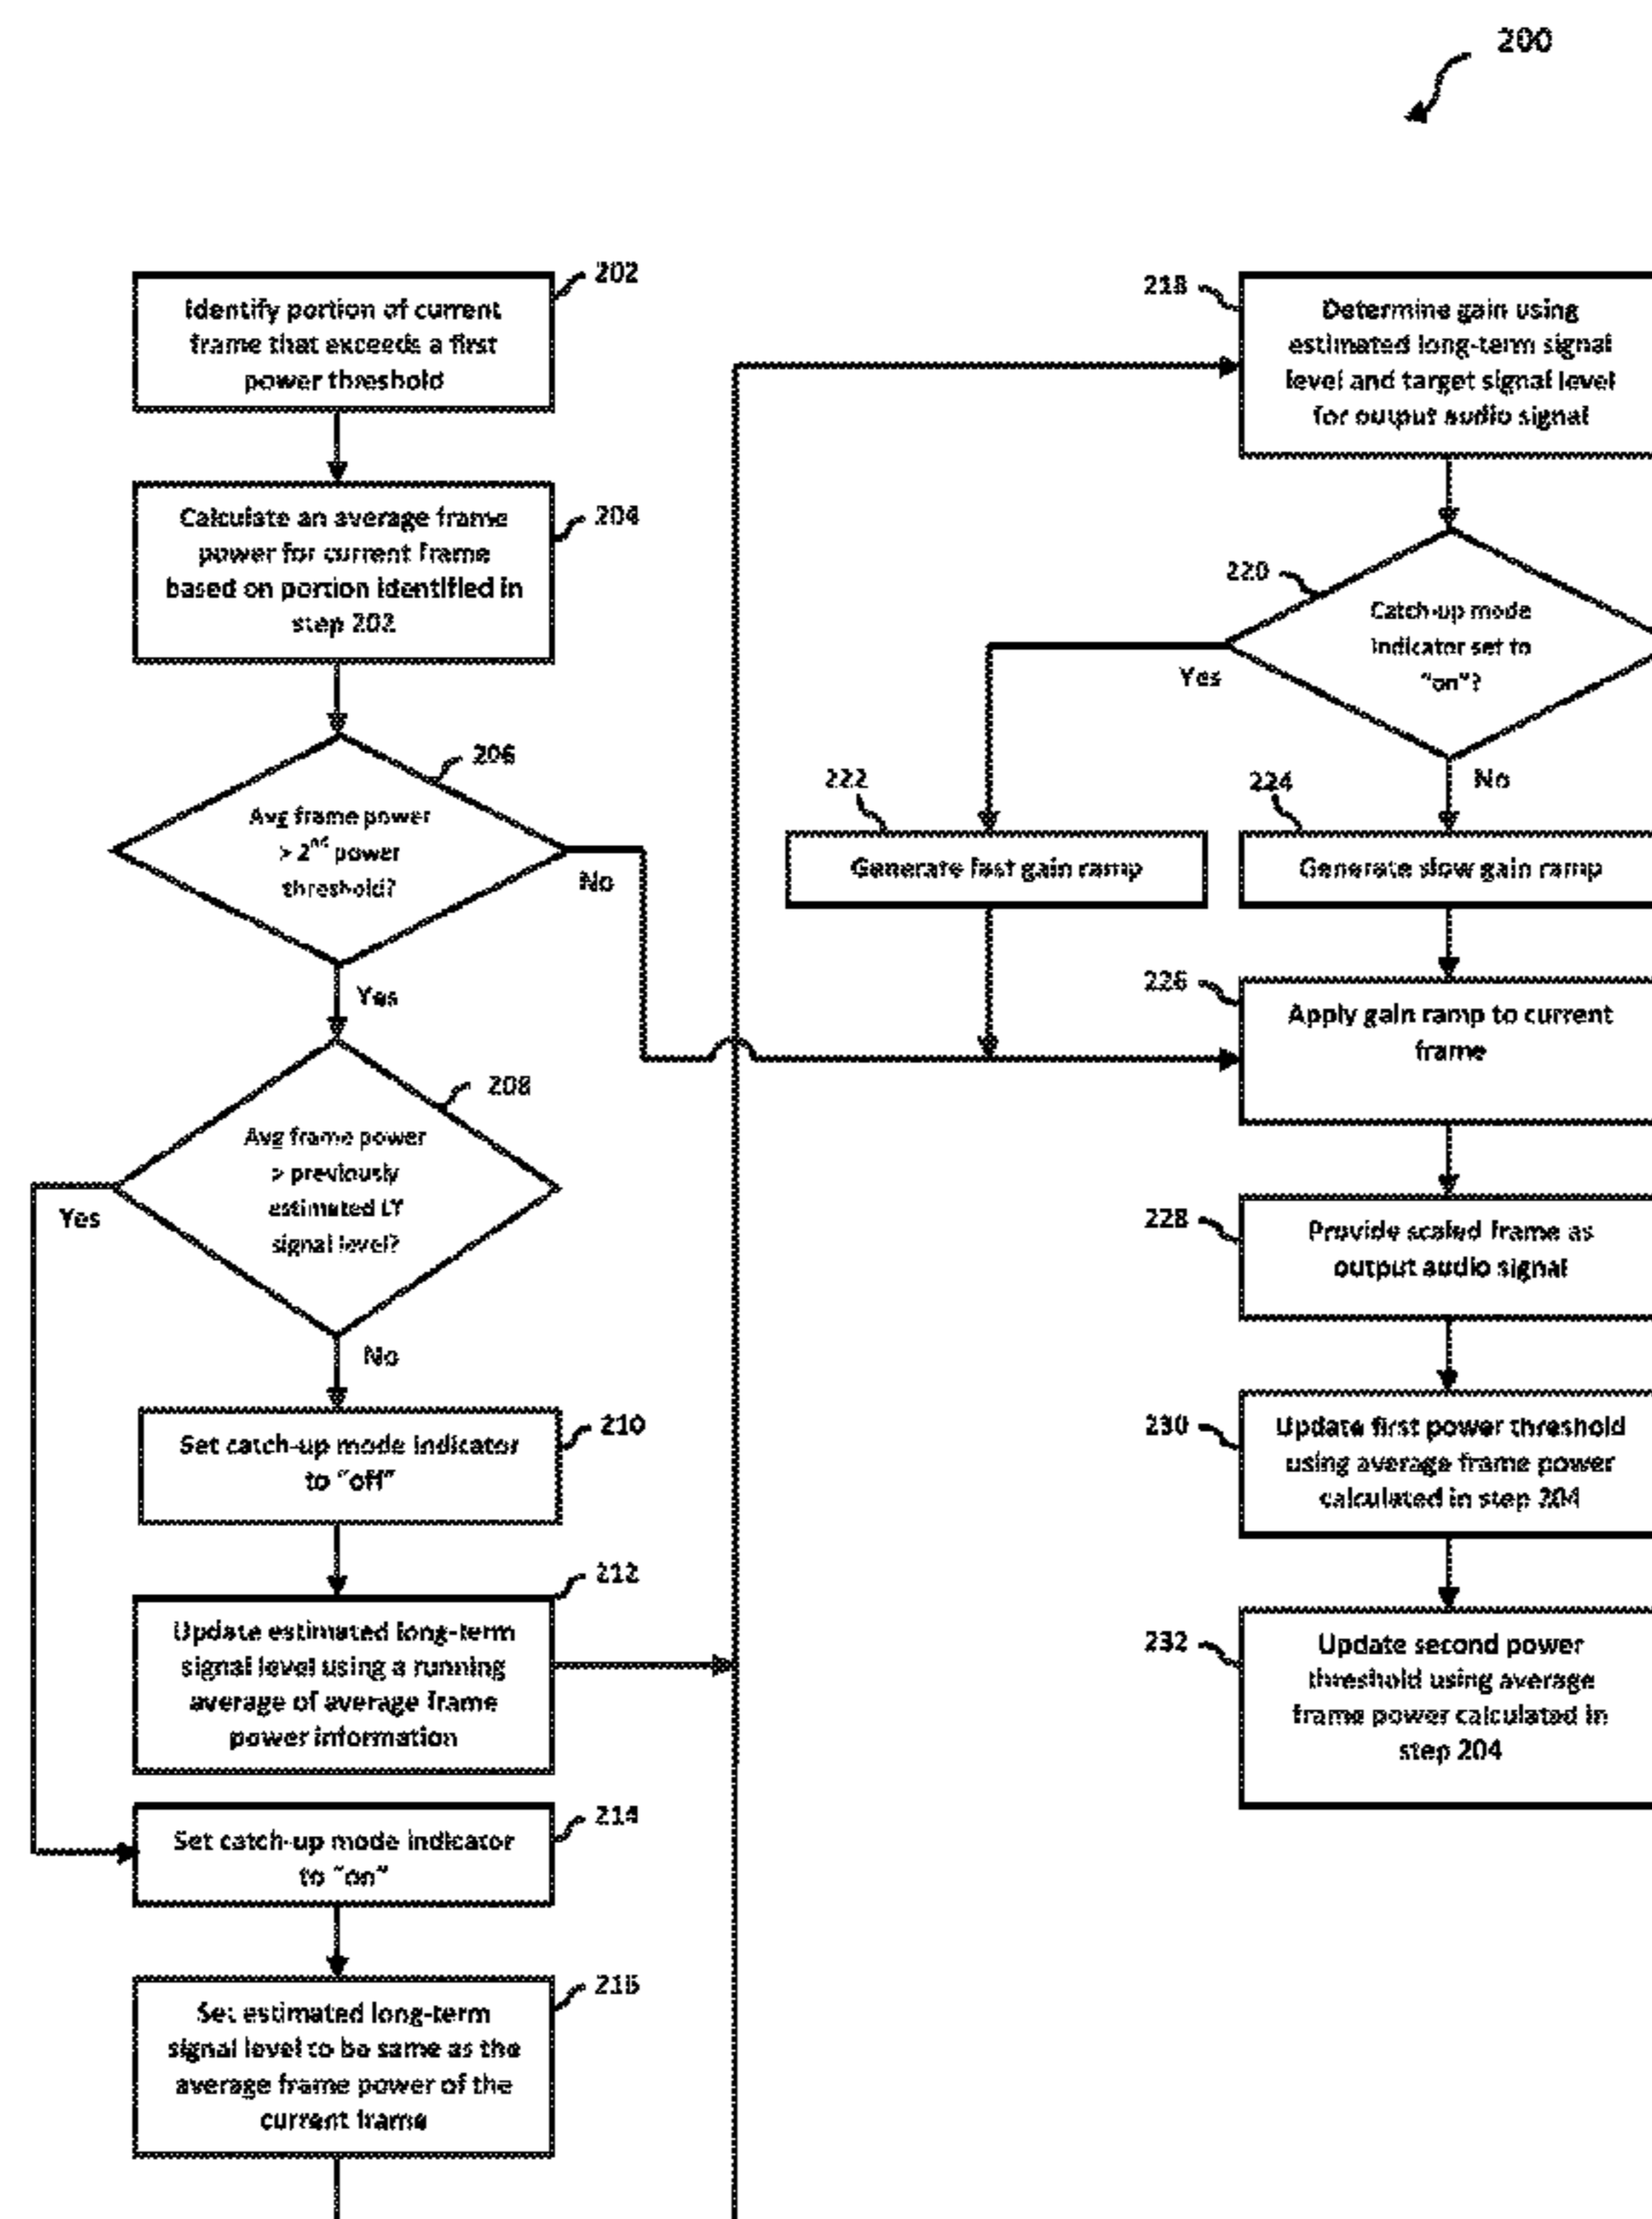 200
202
Identify portion of current
frame that exceeds a first
power threshold
204
Calculate an average frame
power for current frame
based on portion identified in
step 202
206
Avg frame power
> 2nd power
threshold?
No
Yes
208
Avg frame power
> previously
estimated LT
signal level?
Yes
No
210
Set catch-up mode indicator
to "off"
212
Update estimated long-term
signal level using a running
average of average frame
power information
214
Set catch-up mode indicator
to "on"
216
Set estimated long-term
signal level to be same as the
average frame power of the
current frame
218
Determine gain using
estimated long-term signal
level and target signal level
for output audio signal
220
Catch-up mode
indicator set to
"on"?
Yes
No
222
Generate fast gain ramp
224
Generate slow gain ramp
226
Apply gain ramp to current
frame
228
Provide scaled frame as
output audio signal
230
Update first power threshold
using average frame power
calculated in step 204
232
Update second power
threshold using average
frame power calculated in
step 204